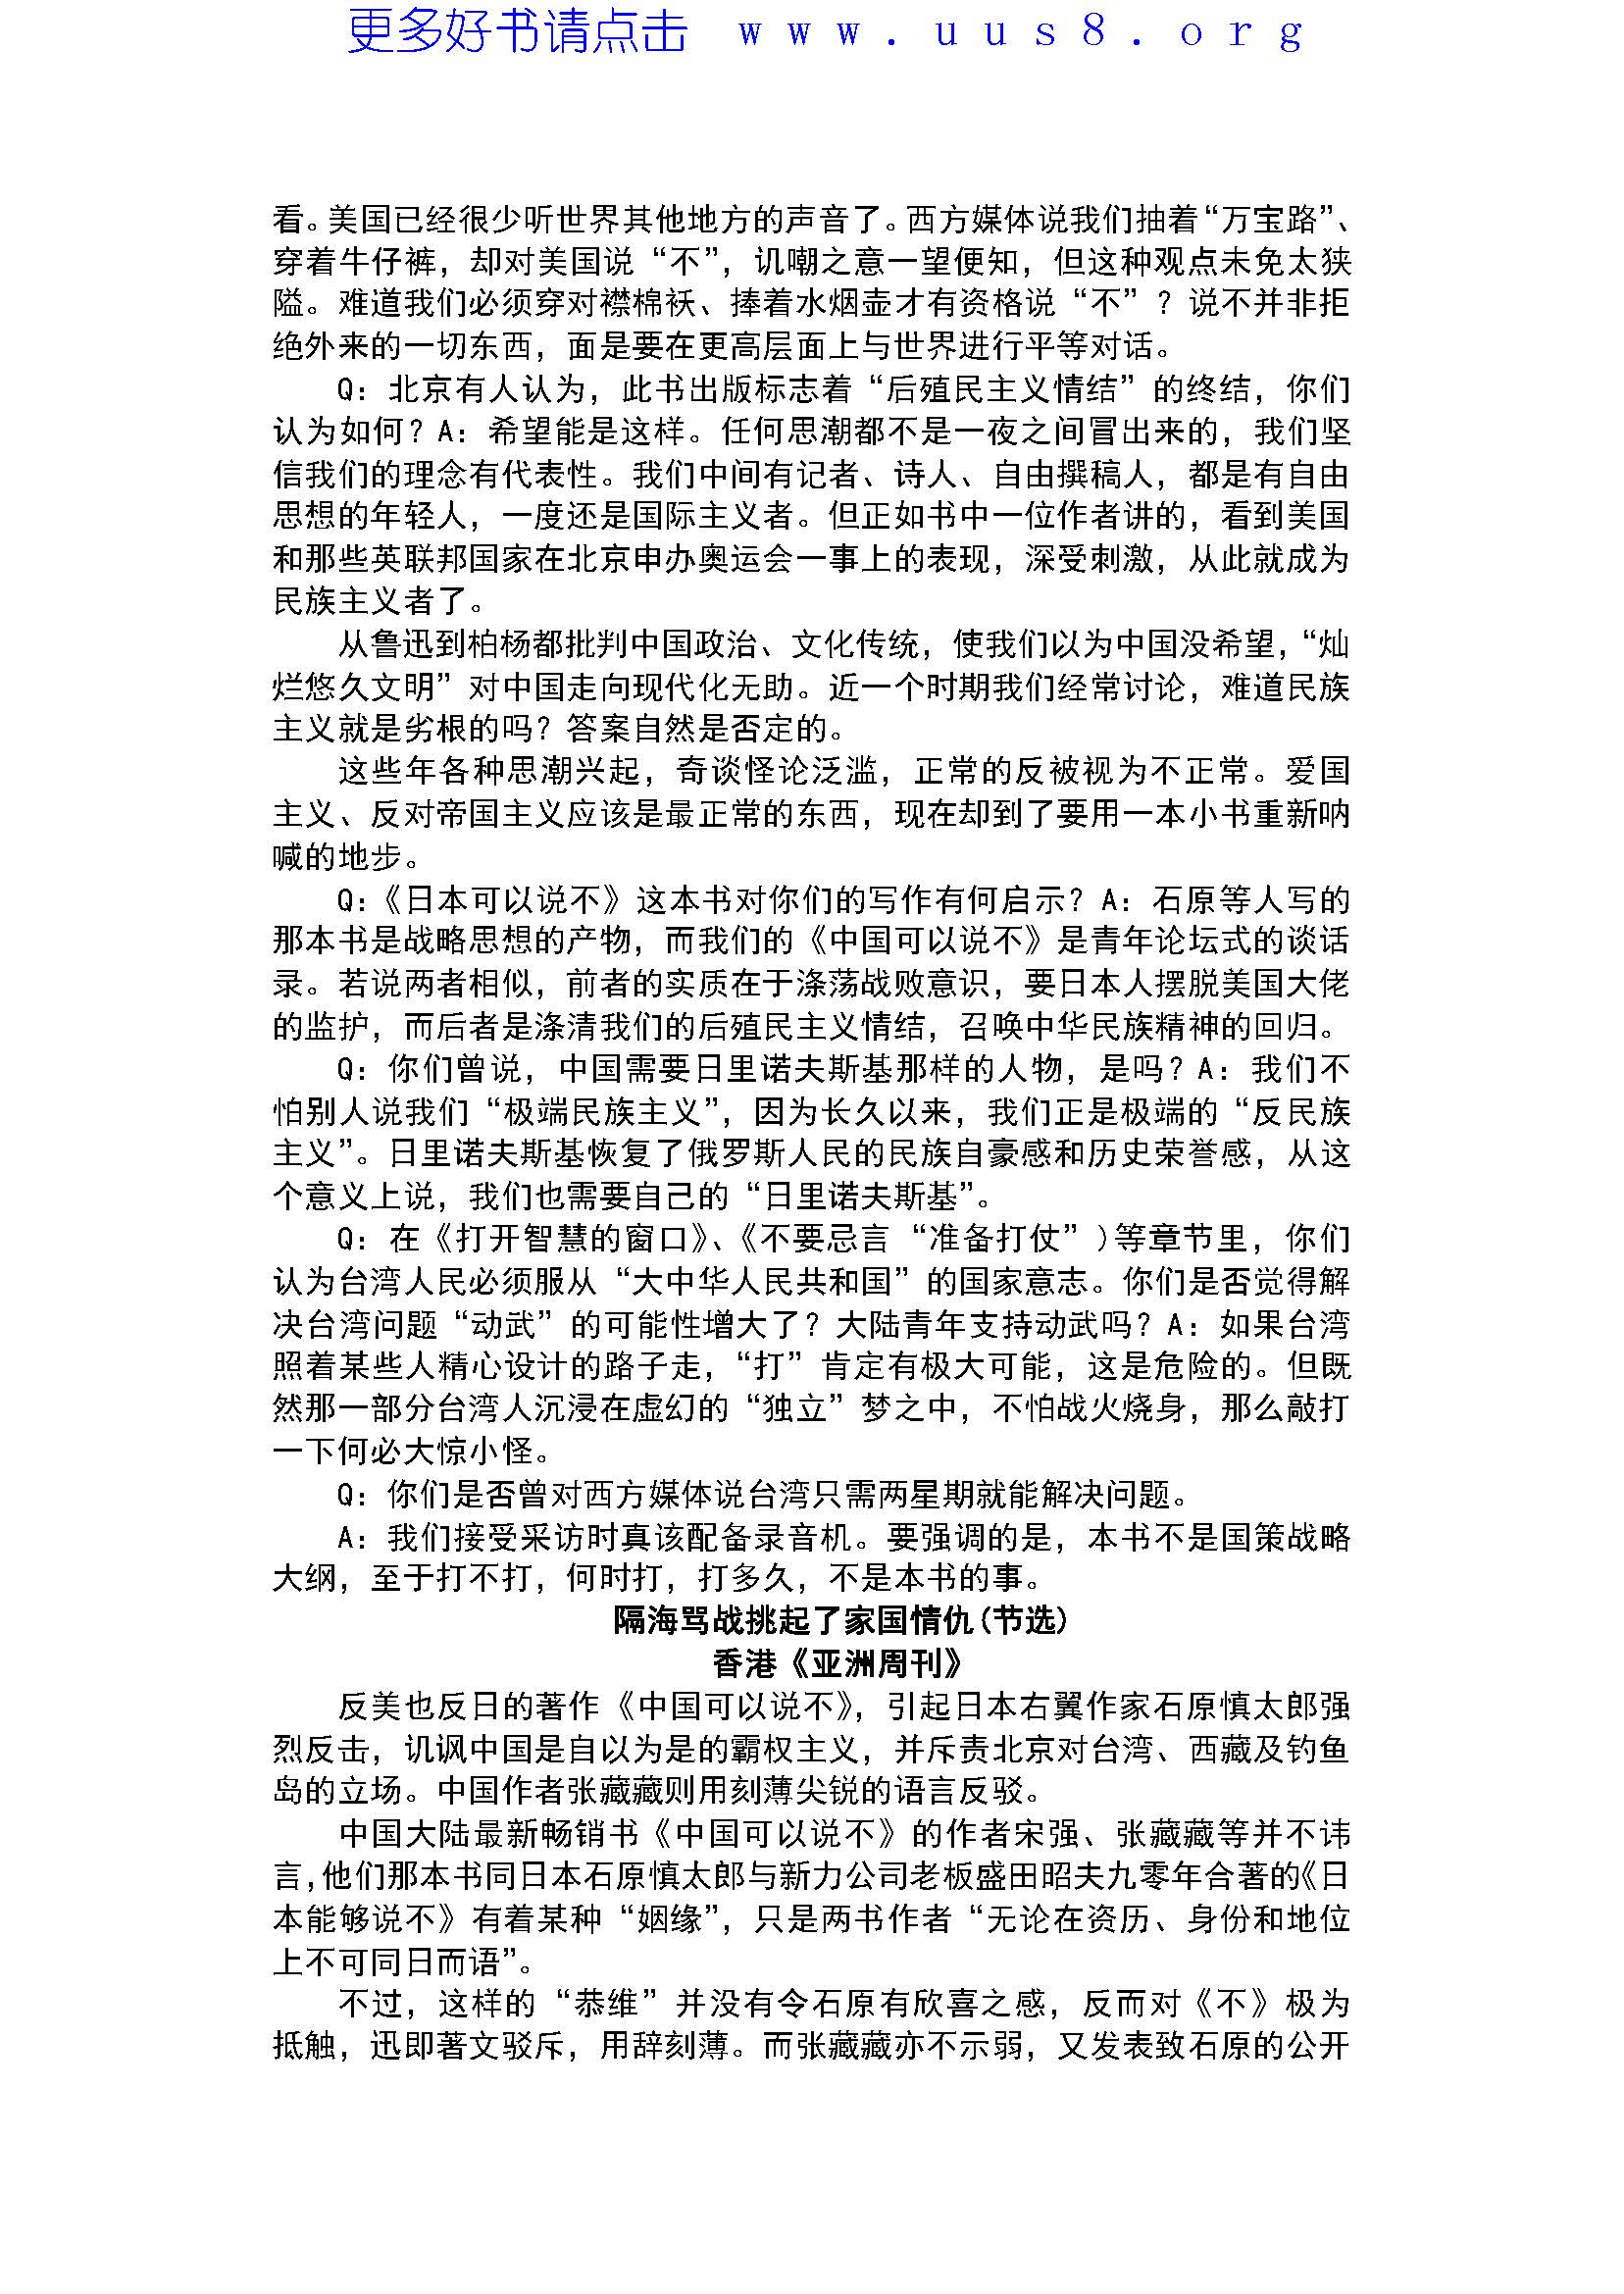 更多好书请点击 www.uus8.org
看。美国已经很少听世界其他地方的声音了。西方媒体说我们抽着“万宝路”、
穿着牛仔裤，却对美国说“不”，讥嘲之意一望便知，但这种观点未免太狭
隘。难道我们必须穿对襟棉袄、捧着水烟壶才有资格说“不”？说不并非拒
绝外来的一切东西，面是要在更高层面上与世界进行平等对话。
Q：北京有人认为，此书出版标志着“后殖民主义情结”的终结，你们
认为如何？A：希望能是这样。任何思潮都不是一夜之间冒出来的，我们坚
信我们的理念有代表性。我们中间有记者、诗人、自由撰稿人，都是有自由
思想的年轻人，一度还是国际主义者。但正如书中一位作者讲的，看到美国
和那些英联邦国家在北京申办奥运会一事上的表现，深受刺激，从此就成为
民族主义者了。
从鲁迅到柏杨都批判中国政治、文化传统，使我们以为中国没希望，“灿
烂悠久文明”对中国走向现代化无助。近一个时期我们经常讨论，难道民族
主义就是劣根的吗？答案自然是否定的。
这些年各种思潮兴起，奇谈怪论泛滥，正常的反被视为不正常。爱国
主义、反对帝国主义应该是最正常的东西，现在却到了要用一本小书重新呐
喊的地步。
Q：《日本可以说不》这本书对你们的写作有何启示？A：石原等人写的
那本书是战略思想的产物，而我们的《中国可以说不》是青年论坛式的谈话
录。若说两者相似，前者的实质在于涤荡战败意识，要日本人摆脱美国大佬
的监护，而后者是涤清我们的后殖民主义情结，召唤中华民族精神的回归。
Q：你们曾说，中国需要日里诺夫斯基那样的人物，是吗？A：我们不
怕别人说我们“极端民族主义”，因为长久以来，我们正是极端的“反民族
主义”。日里诺夫斯基恢复了俄罗斯人民的民族自豪感和历史荣誉感，从这
个意义上说，我们也需要自己的“日里诺夫斯基”。
Q：在《打开智慧的窗口》、《不要忌言“准备打仗”)等章节里，你们
认为台湾人民必须服从“大中华人民共和国”的国家意志。你们是否觉得解
决台湾问题“动武”的可能性增大了？大陆青年支持动武吗？A：如果台湾
照着某些人精心设计的路子走，“打”肯定有极大可能，这是危险的。但既
然那一部分台湾人沉浸在虚幻的“独立”梦之中，不怕战火烧身，那么敲打
一下何必大惊小怪。
Q：你们是否曾对西方媒体说台湾只需两星期就能解决问题。
A：我们接受采访时真该配备录音机。要强调的是，本书不是国策战略
大纲，至于打不打，何时打，打多久，不是本书的事。
隔海骂战挑起了家国情仇(节选)
香港《亚洲周刊》
反美也反日的著作《中国可以说不》，引起日本右翼作家石原慎太郎强
烈反击，讥讽中国是自以为是的霸权主义，并斥责北京对台湾、西藏及钓鱼
岛的立场。中国作者张藏藏则用刻薄尖锐的语言反驳。
中国大陆最新畅销书《中国可以说不》的作者宋强、张藏藏等并不讳
言，他们那本书同日本石原慎太郎与新力公司老板盛田昭夫九零年合著的《日
本能够说不》有着某种“姻缘”，只是两书作者“无论在资历、身份和地位
上不可同日而语”。
不过，这样的“恭维”并没有令石原有欣喜之感，反而对《不》极为
抵触，迅即著文驳斥，用辞刻薄。而张藏藏亦不示弱，又发表致石原的公开